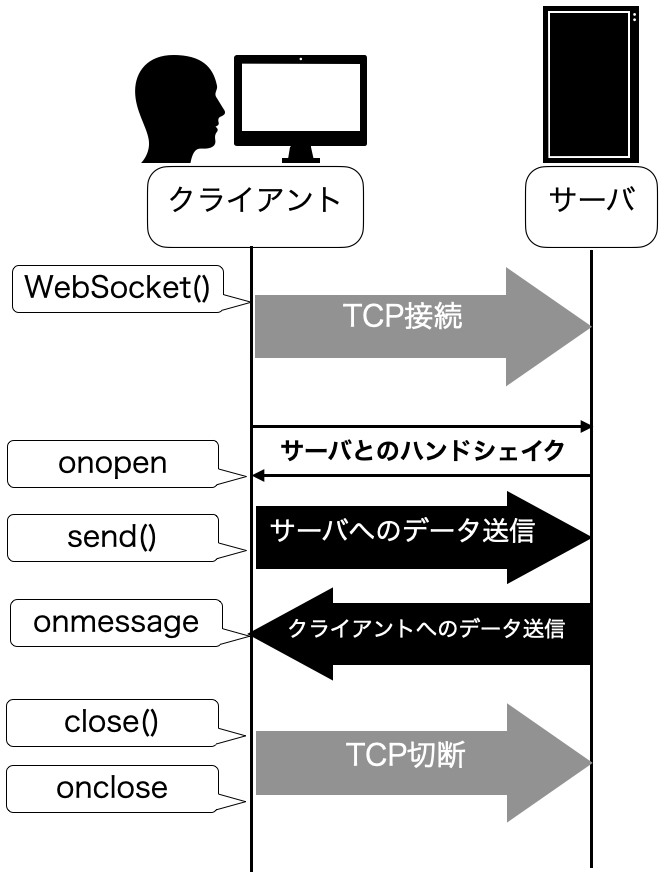 クライアント
サーバ
WebSocket()
TCP接続
サーバとのハンドシェイク
onopen
send()
サーバへのデータ送信
onmessage
クライアントへのデータ送信
close()
TCP切断
onclose